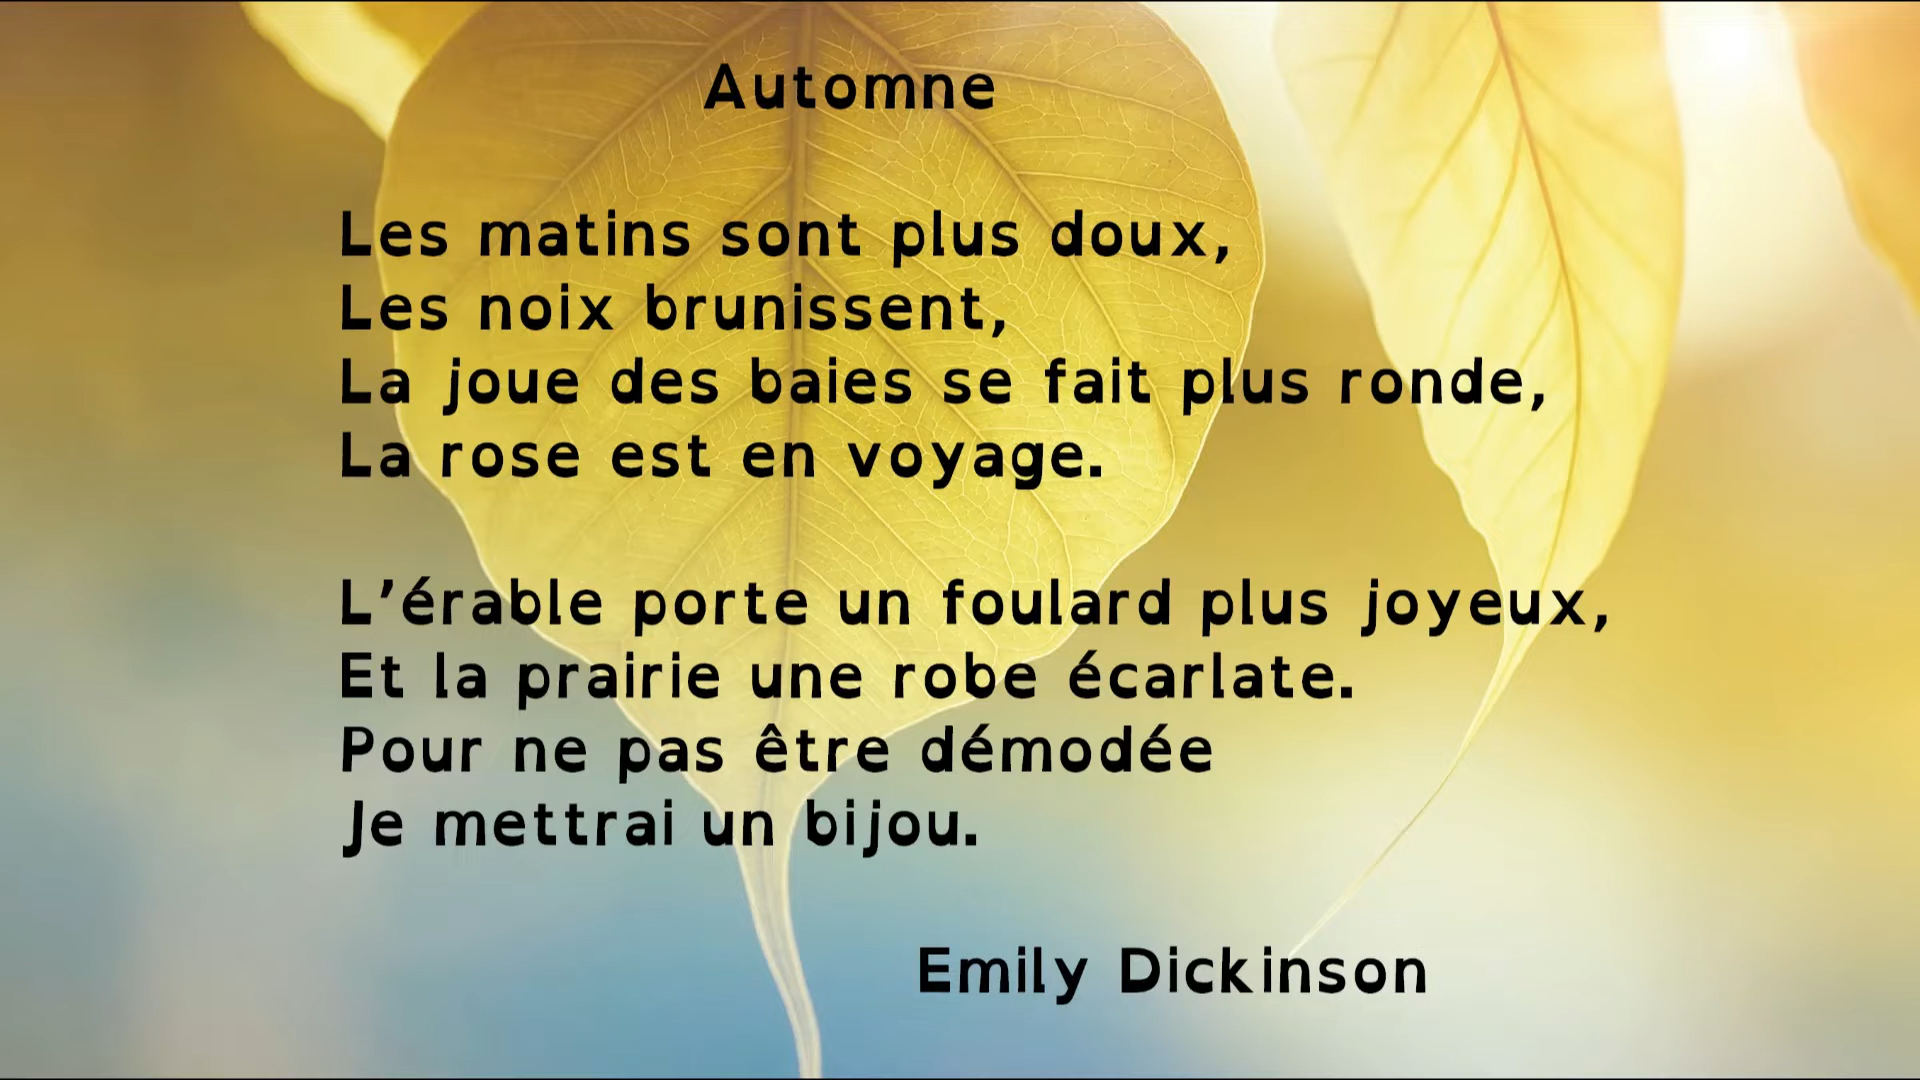 Automne
Les matins sont plus doux,
Les noix brunissent,
La joue des baies se fait plus ronde,
La rose est en voyage.
L’érable porte un foulard plus joyeux,
Et la prairie une robe écarlate.
Pour ne pas être démodée
Je mettrai un bijou.
Emily Dickinson